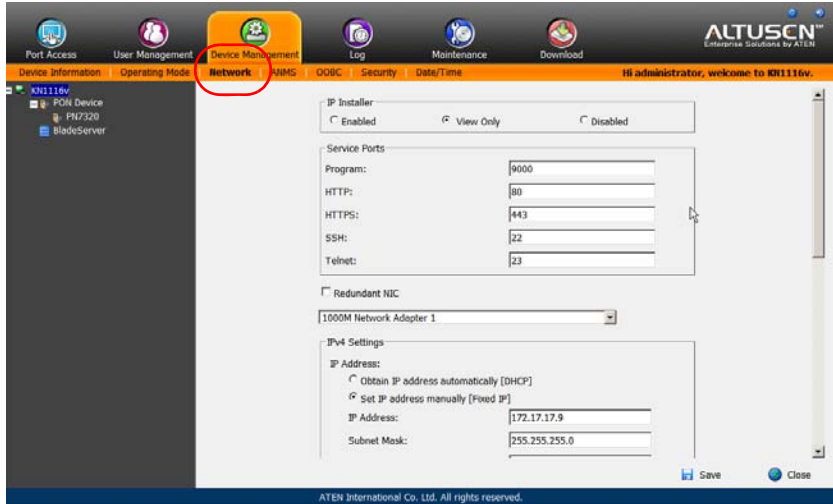 Port Access
User Management
Device Management
Log
Maintenance
Download
ALTUSEN™
Enterprise Solutions by ATEN
Device Information
Operating Mode
Network
ANMS
OOBC
Security
Date/Time
Hi administrator, welcome to KN1116v.
KN1116v
PON Device
PN7320
BladeServer
IP Installer
Enabled
View Only
Disabled
Service Ports
Program: 9000
HTTP: 80
HTTPS: 443
SSH: 22
Telnet: 23
Redundant NIC
1000M Network Adapter 1
IPv4 Settings
IP Address:
Obtain IP address automatically [DHCP]
Set IP address manually [Fixed IP]
IP Address: 172.17.17.9
Subnet Mask: 255.255.255.0
Save
Close
ATEN International Co. Ltd. All rights reserved.